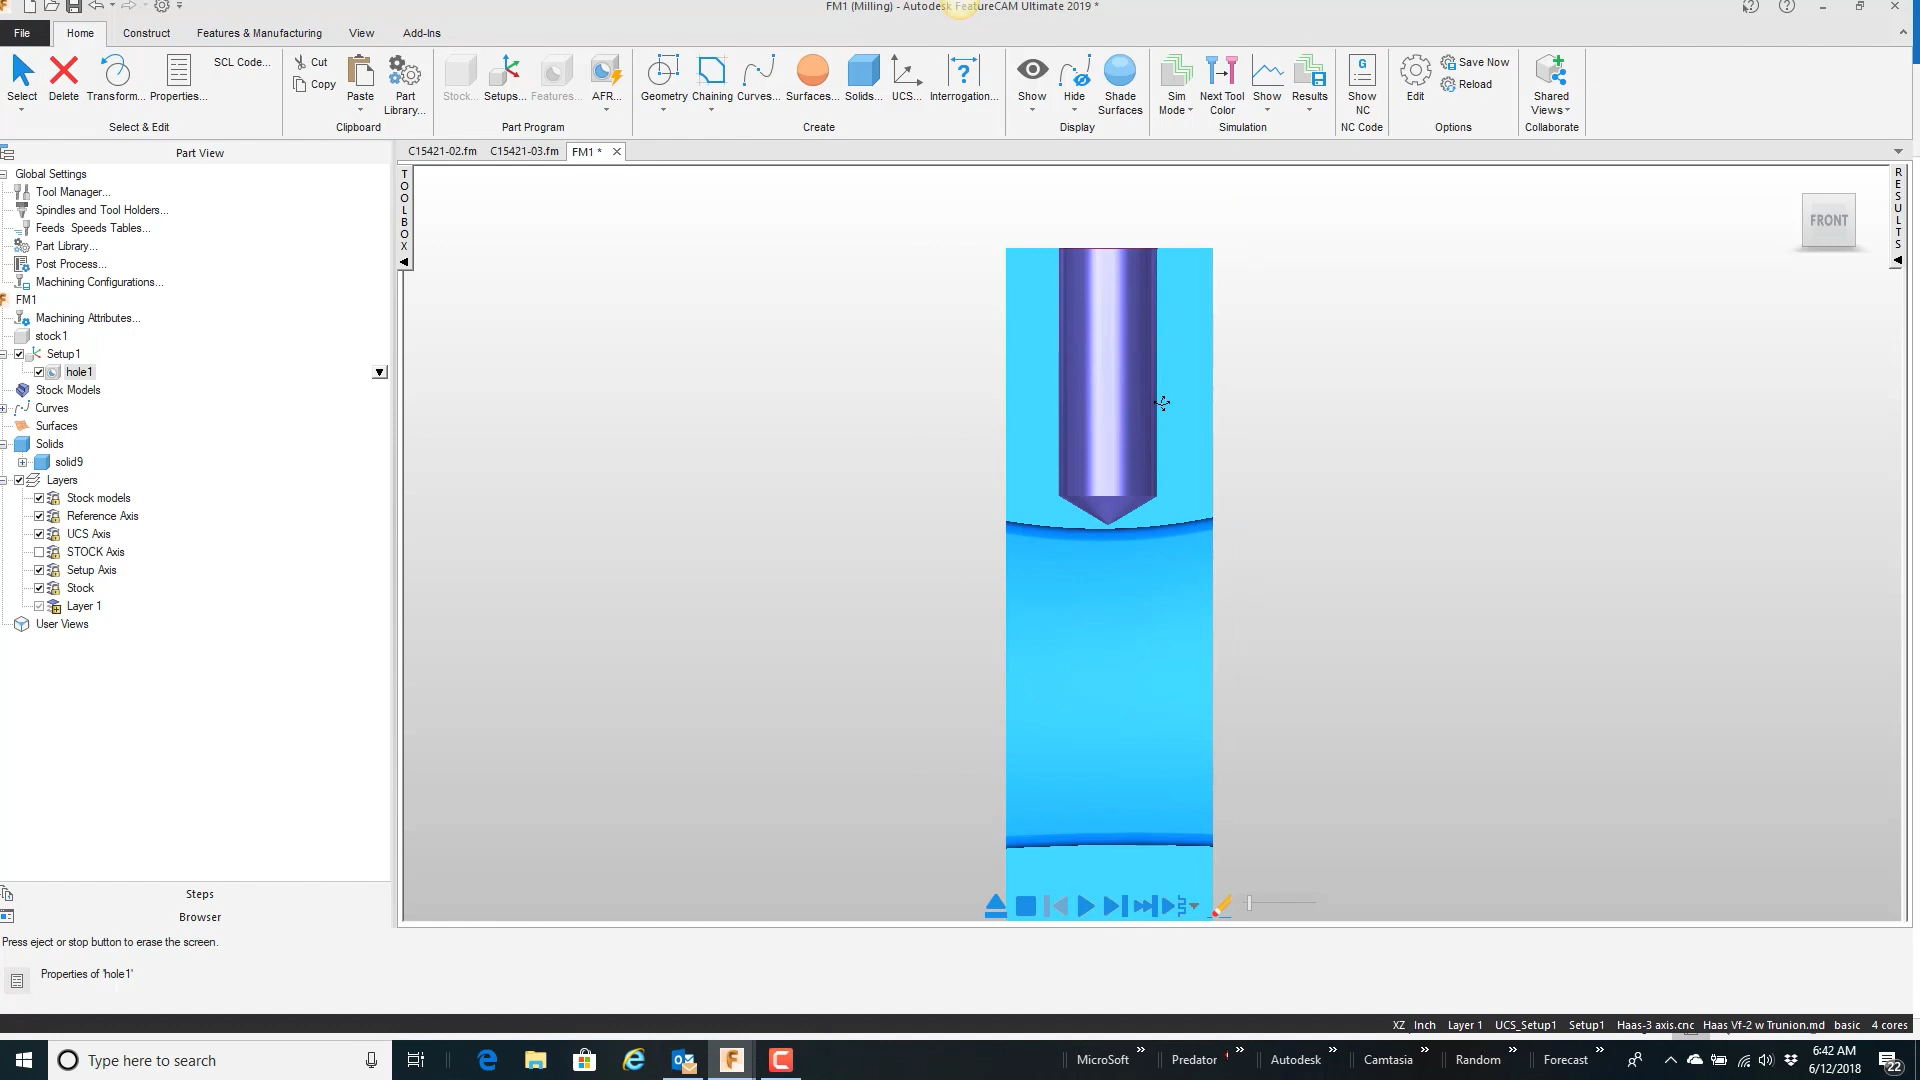 FM1 (Milling) - Autodesk FeatureCAM Ultimate 2019 *
File Home Construct Features & Manufacturing View Add-Ins
Select Delete Transform... Properties... SCL Code... Cut Copy Paste Part Library... Stock... Setups... Features... AFR... Geometry Chaining Curves... Surfaces... Solids... UCS... Interrogation... Show Hide Shade Surfaces Sim Mode Next Tool Color Show Results Show NC Edit Save Now Reload Shared Views
Select & Edit Clipboard Part Program Create Display Simulation NC Code Options Collaborate
Part View
C15421-02.fm C15421-03.fm FM1 *
Global Settings
Tool Manager...
Spindles and Tool Holders...
Feeds Speeds Tables...
Part Library...
Post Process...
Machining Configurations...
FM1
Machining Attributes...
stock1
Setup1
hole1
Stock Models
Curves
Surfaces
Solids
solid9
Layers
Stock models
Reference Axis
UCS Axis
STOCK Axis
Setup Axis
Stock
Layer 1
User Views
TOOLBOX
FRONT
RESULTS
Steps
Browser
Press eject or stop button to erase the screen.
Properties of 'hole1'
XZ Inch Layer 1 UCS_Setup1 Setup1 Haas-3 axis.cnc Haas Vf-2 w Trunion.md basic 4 cores
Type here to search
MicroSoft Predator Autodesk Camtasia Random Forecast
6:42 AM
6/12/2018
22